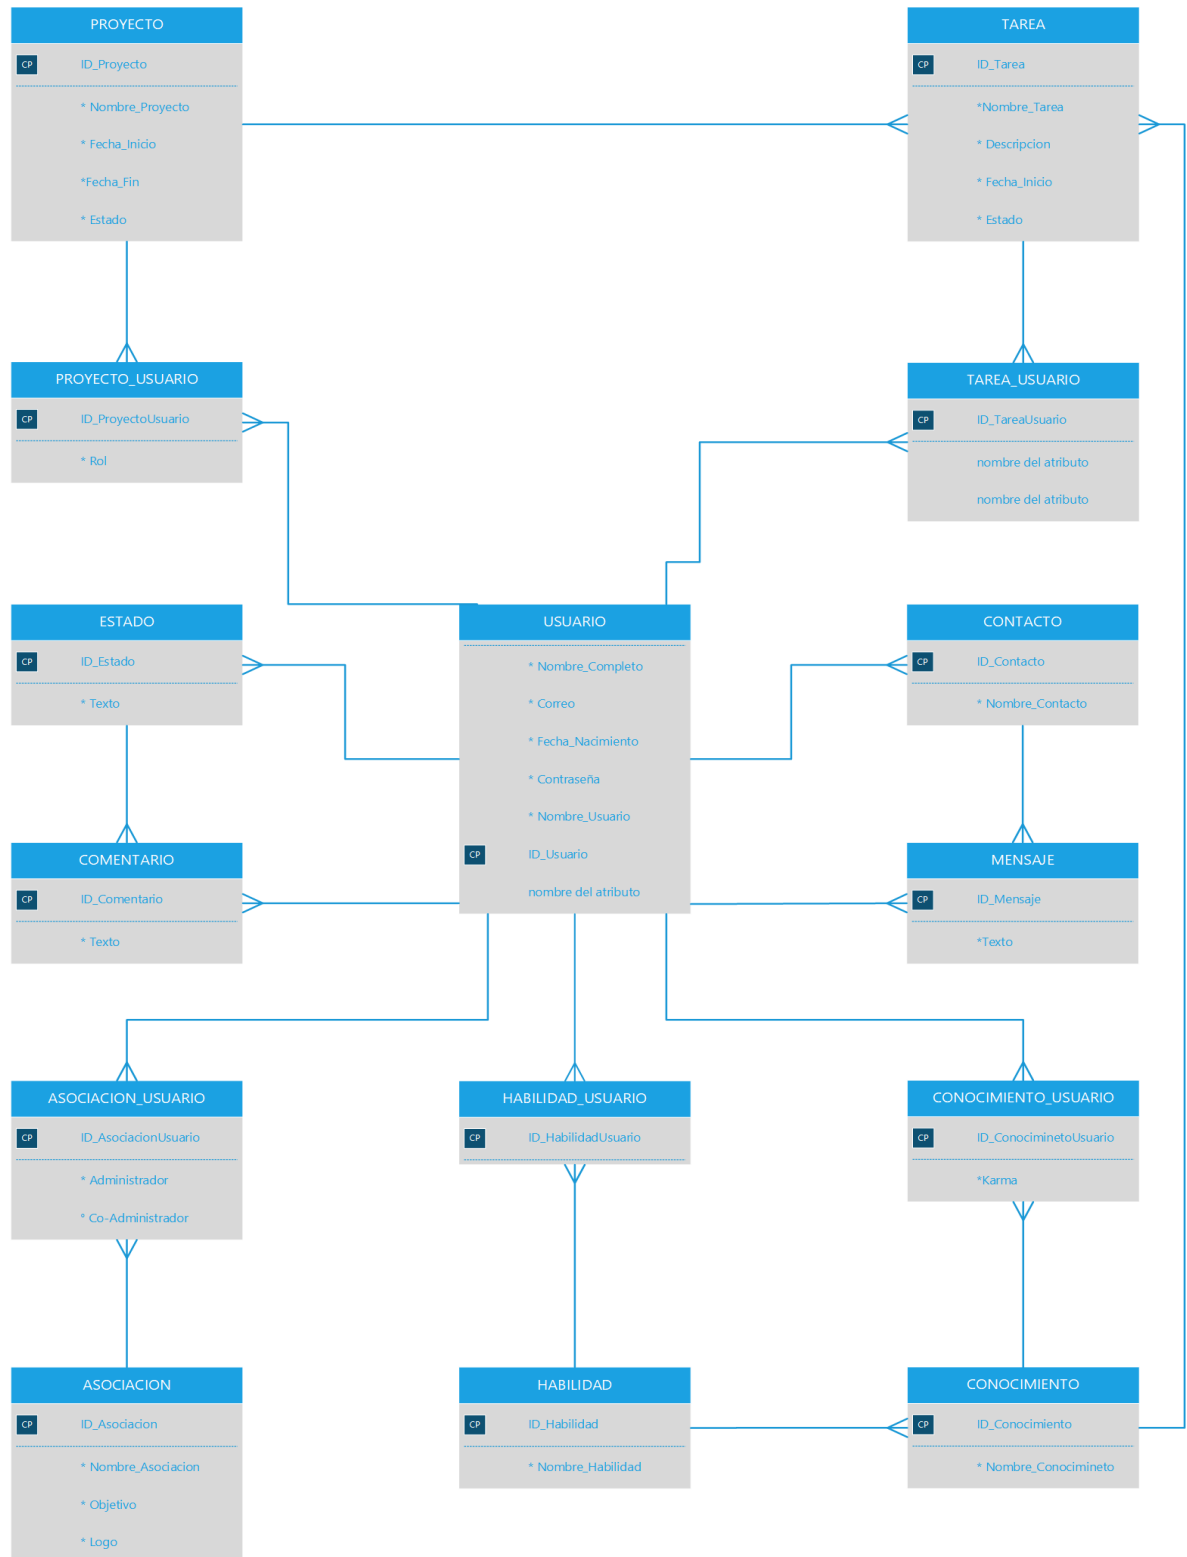 PROYECTO
CP ID_Proyecto
* Nombre_Proyecto
* Fecha_Inicio
*Fecha_Fin
* Estado
TAREA
CP ID_Tarea
*Nombre_Tarea
* Descripcion
* Fecha_Inicio
* Estado
PROYECTO_USUARIO
CP ID_ProyectoUsuario
* Rol
TAREA_USUARIO
CP ID_TareaUsuario
nombre del atributo
nombre del atributo
ESTADO
CP ID_Estado
* Texto
USUARIO
* Nombre_Completo
* Correo
* Fecha_Nacimiento
* Contraseña
* Nombre_Usuario
CP ID_Usuario
nombre del atributo
CONTACTO
CP ID_Contacto
* Nombre_Contacto
COMENTARIO
CP ID_Comentario
* Texto
MENSAJE
CP ID_Mensaje
*Texto
ASOCIACION_USUARIO
CP ID_AsociacionUsuario
* Administrador
° Co-Administrador
HABILIDAD_USUARIO
CP ID_HabilidadUsuario
CONOCIMIENTO_USUARIO
CP ID_ConociminetoUsuario
*Karma
ASOCIACION
CP ID_Asociacion
* Nombre_Asociacion
* Objetivo
* Logo
HABILIDAD
CP ID_Habilidad
* Nombre_Habilidad
CONOCIMIENTO
CP ID_Conocimiento
* Nombre_Conocimineto